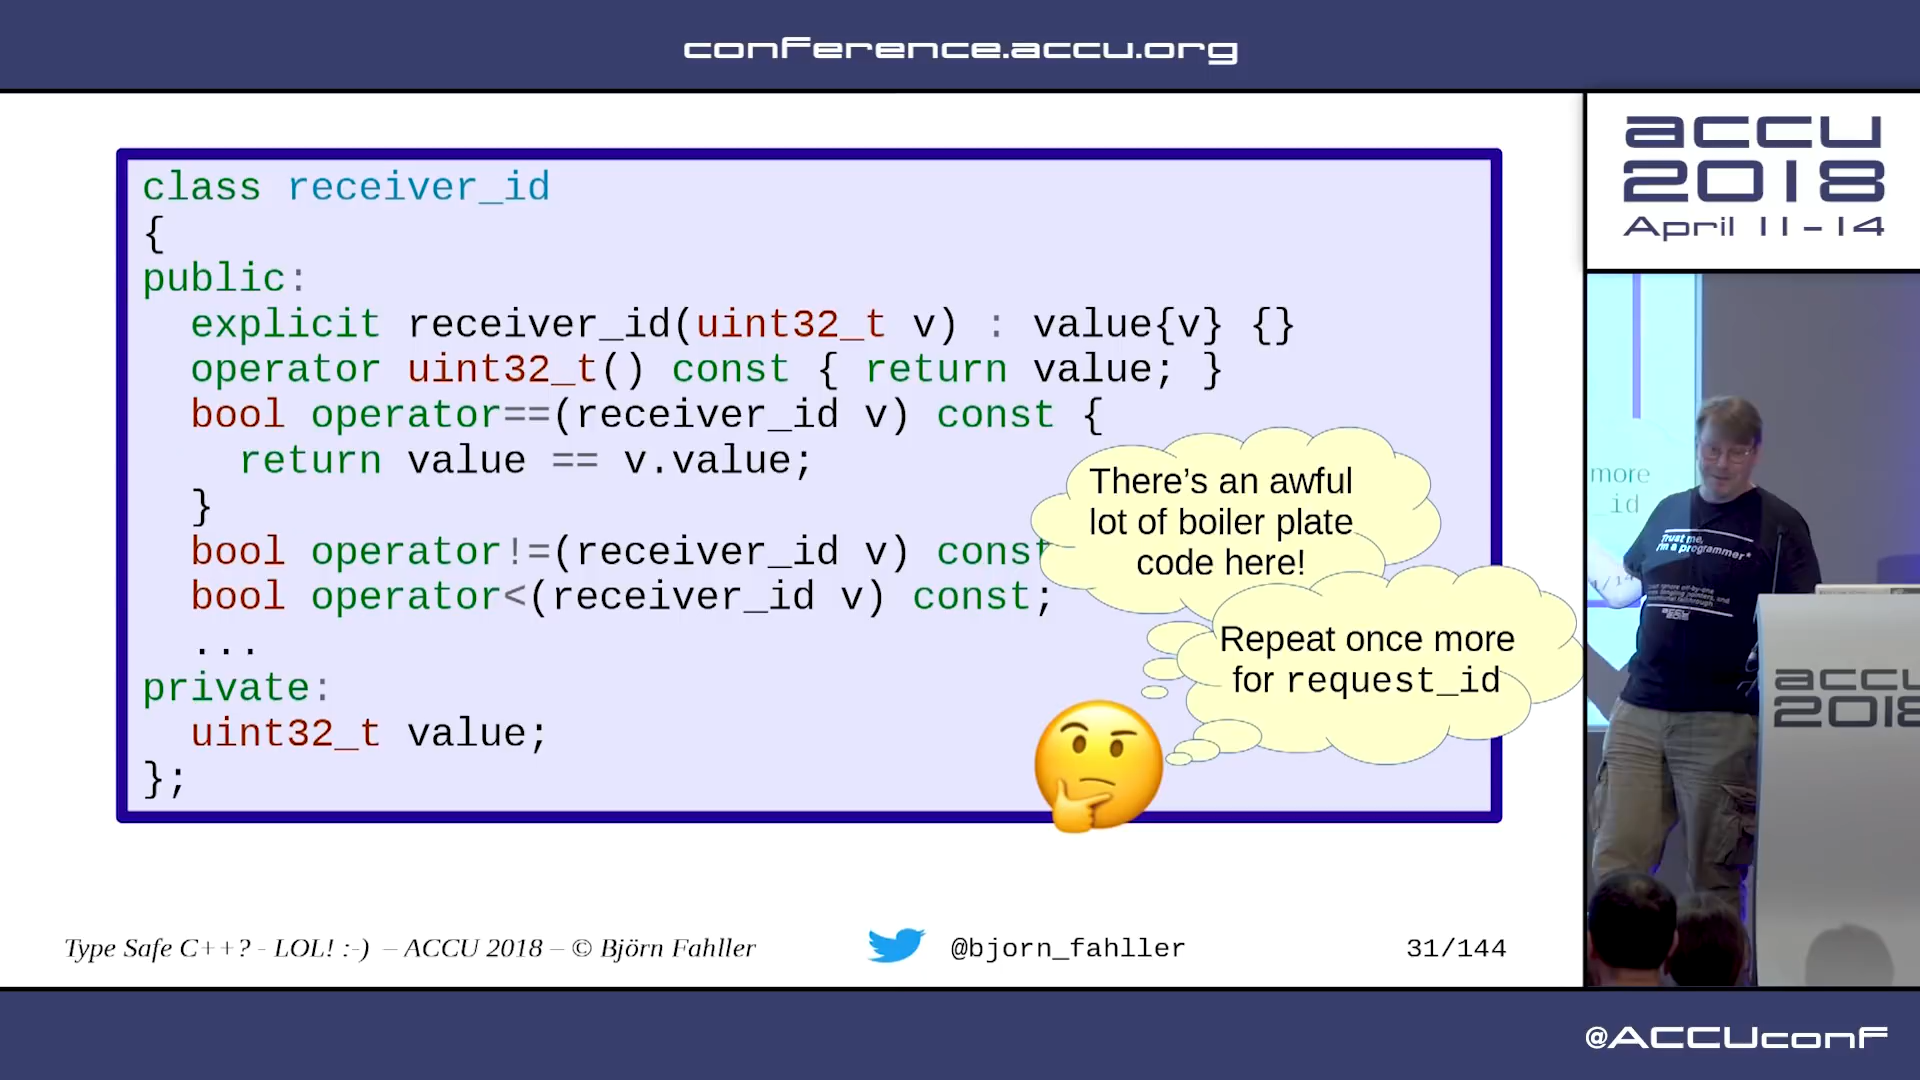 conference.accu.org
class receiver_id
{
public:
explicit receiver_id(uint32_t v) : value{v} {}
operator uint32_t() const { return value; }
bool operator==(receiver_id v) const {
return value == v.value;
}
bool operator!=(receiver_id v) const
bool operator<(receiver_id v) const;
...
private:
uint32_t value;
};
There’s an awful
lot of boiler plate
code here!
Repeat once more
for request_id
Type Safe C++? - LOL! :-) – ACCU 2018 – © Björn Fahller
@bjorn_fahller
31/144
accu
2018
April 11-14
more
_id
Trust me,
I'm a programmer*
accu
2018
@ACCUconf